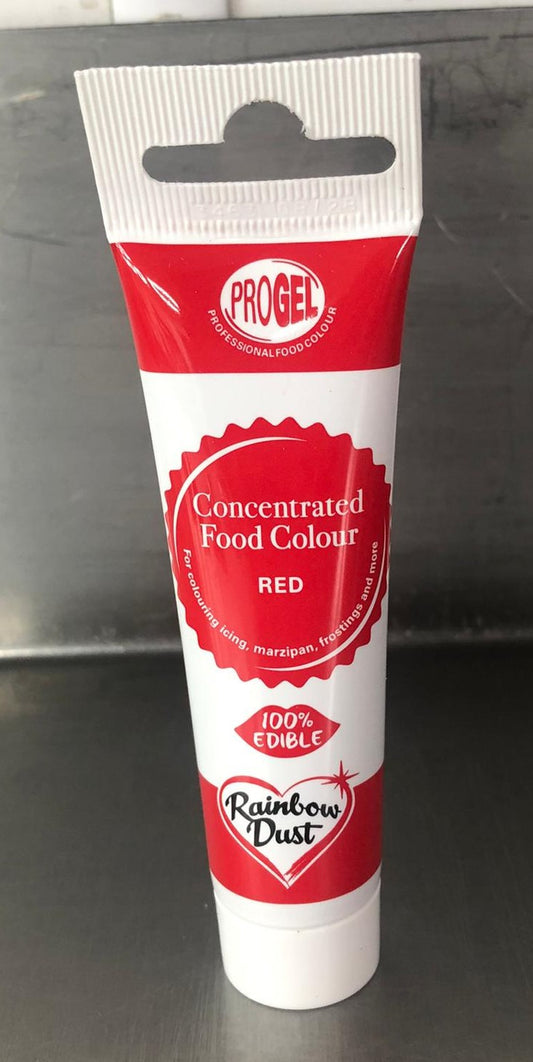 PROGEL
PROFESSIONAL FOOD COLOUR
Concentrated
Food Colour
RED
For colouring icing, marzipan, frostings and more
100%
EDIBLE
Rainbow
Dust